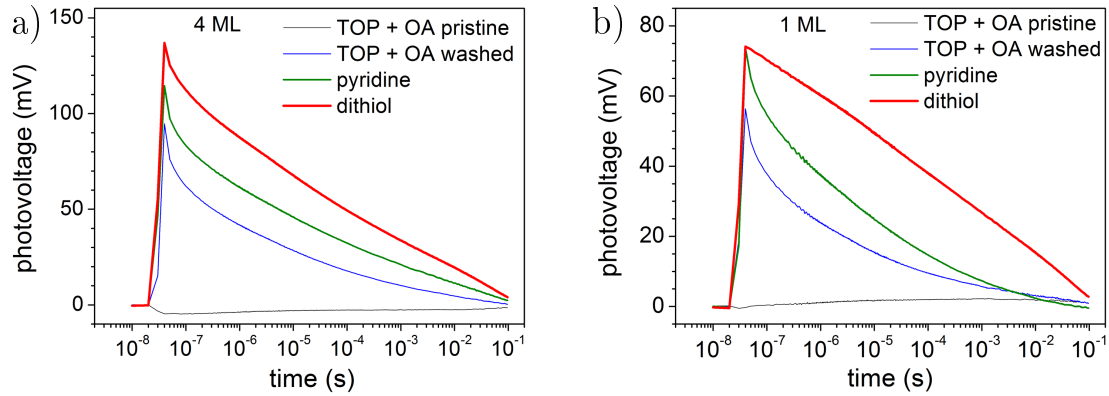 a)
4 ML
TOP + OA pristine
TOP + OA washed
pyridine
dithiol
photovoltage (mV)
150
100
50
0
10⁻⁸ 10⁻⁷ 10⁻⁶ 10⁻⁵ 10⁻⁴ 10⁻³ 10⁻² 10⁻¹
time (s)
b)
1 ML
TOP + OA pristine
TOP + OA washed
pyridine
dithiol
photovoltage (mV)
80
60
40
20
0
10⁻⁸ 10⁻⁷ 10⁻⁶ 10⁻⁵ 10⁻⁴ 10⁻³ 10⁻² 10⁻¹
time (s)